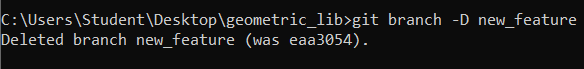 C:\Users\Student\Desktop\geometric_lib>git branch -D new_feature
Deleted branch new_feature (was eaa3054).